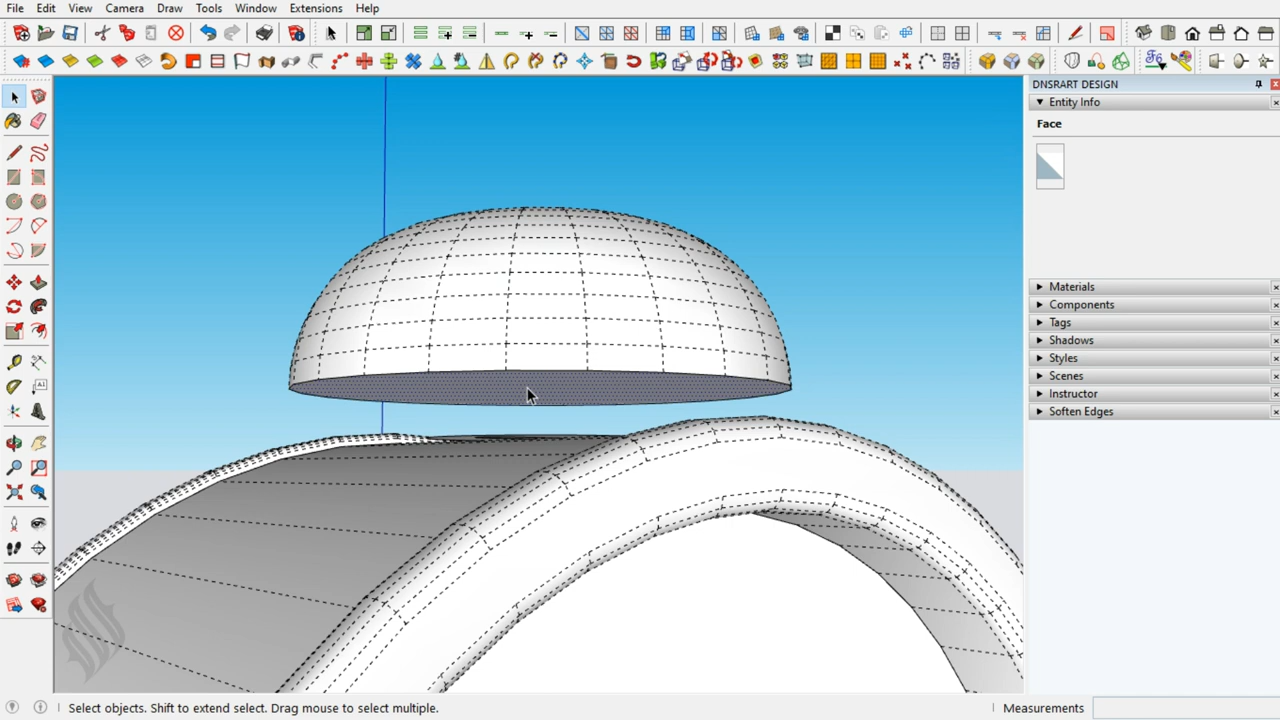 File Edit View Camera Draw Tools Window Extensions Help
DNSRART DESIGN
Entity Info
Face
Materials
Components
Tags
Shadows
Styles
Scenes
Instructor
Soften Edges
Select objects. Shift to extend select. Drag mouse to select multiple.
Measurements